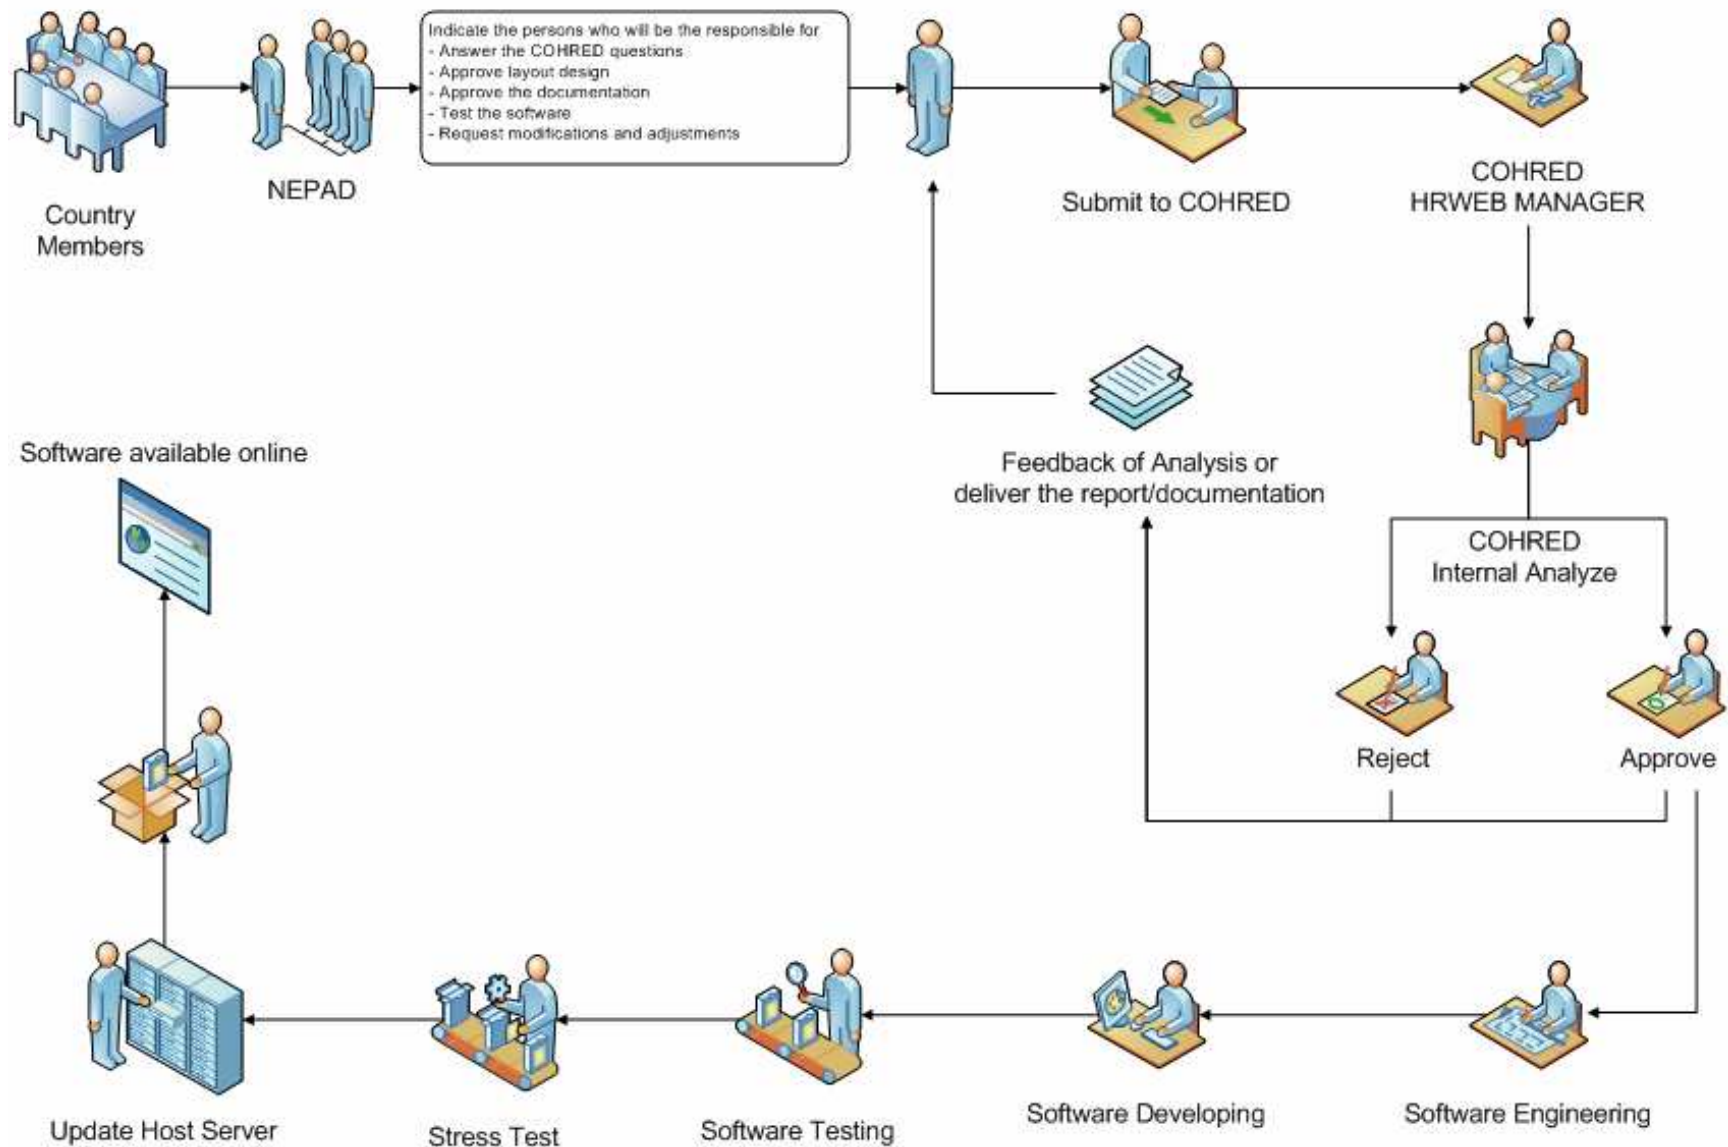 Indicate the persons who will be the responsible for
- Answer the COHRED questions
- Approve layout design
- Approve the documentation
- Test the software
- Request modifications and adjustments
Country
Members
NEPAD
Submit to COHRED
COHRED
HRWEB MANAGER
Feedback of Analysis or
deliver the report/documentation
COHRED
Internal Analyze
Reject
Approve
Software available online
Update Host Server
Stress Test
Software Testing
Software Developing
Software Engineering